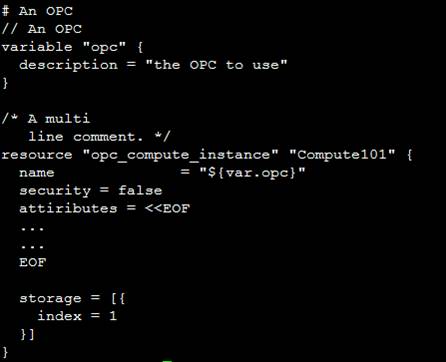 # An OPC
// An OPC
variable "opc" {
  description = "the OPC to use"
}

/* A multi
   line comment. */
resource "opc_compute_instance" "Compute101" {
  name              = "${var.opc}"
  security = false
  attiributes = <<EOF
  ...
  ...
  EOF

  storage = [{
    index = 1
  }]
}